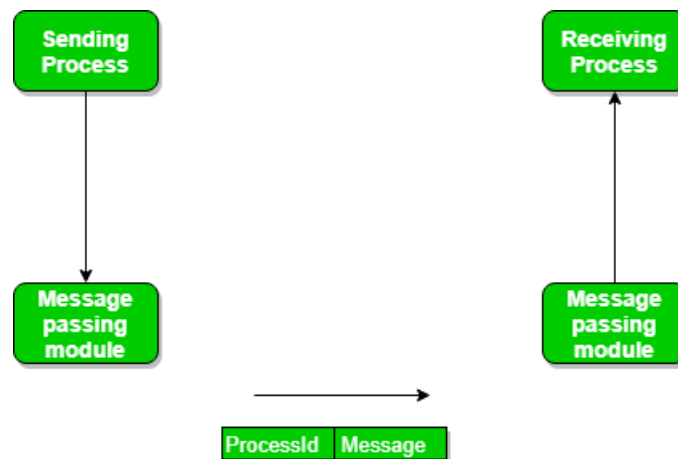 Sending
Process
Receiving
Process
Message
passing
module
Message
passing
module
ProcessId Message